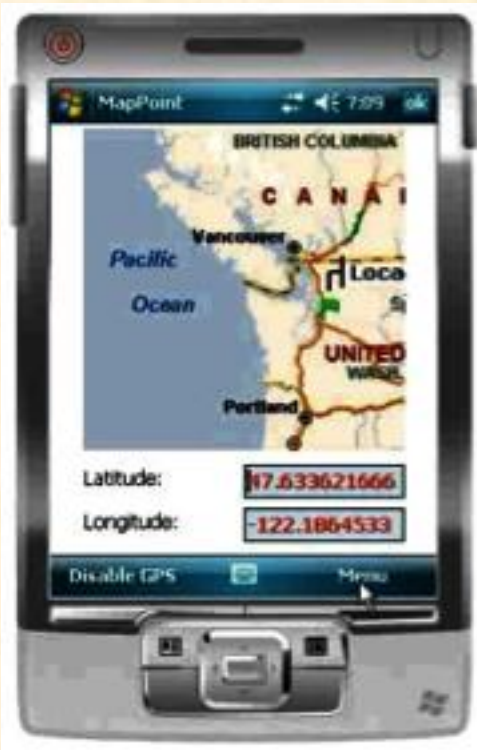 MapPoint 7:09 ok
BRITISH COLUMBIA
CANA
Vancouver
Pacific
Ocean
Loca
UNITED
WASH
Portland
Latitude: 47.633621666
Longitude: -122.1864533
Disable GPS Menu